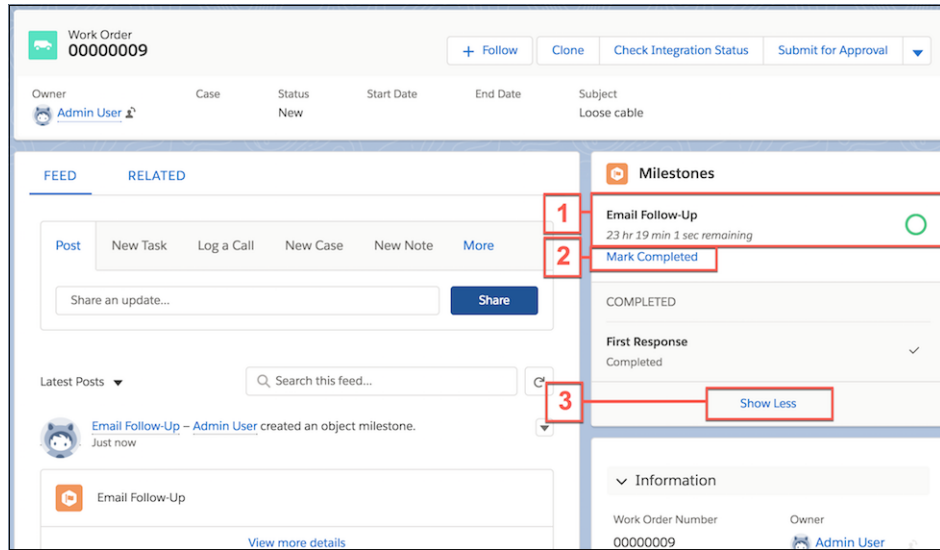 Work Order
00000009
+ Follow
Clone
Check Integration Status
Submit for Approval
Owner
Case
Status
Start Date
End Date
Subject
Admin User
New
Loose cable
FEED
RELATED
Post
New Task
Log a Call
New Case
New Note
More
Share an update...
Share
Latest Posts
Search this feed...
Email Follow-Up – Admin User created an object milestone.
Just now
Email Follow-Up
View more details
Milestones
1
Email Follow-Up
23 hr 19 min 1 sec remaining
2
Mark Completed
COMPLETED
First Response
Completed
3
Show Less
Information
Work Order Number
Owner
00000009
Admin User